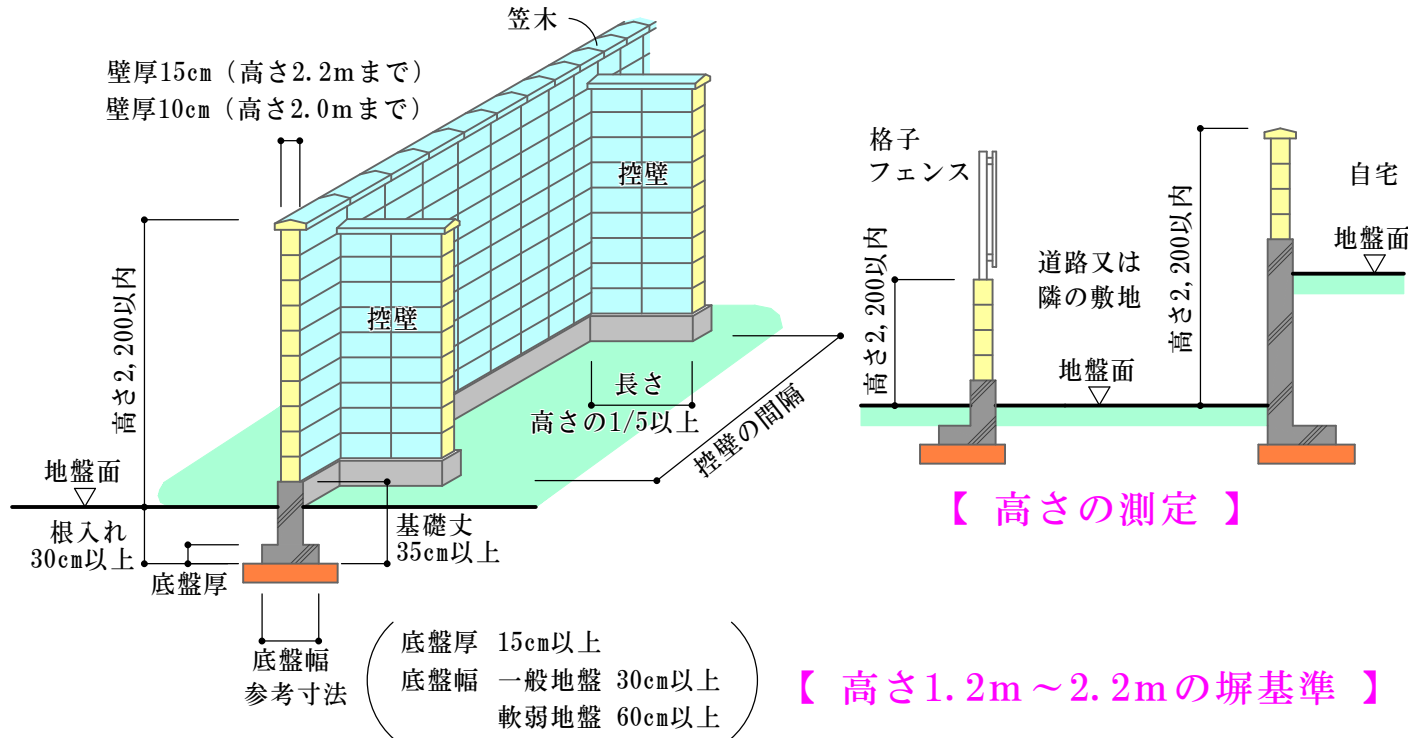 笠木
壁厚15cm（高さ2.2mまで）
壁厚10cm（高さ2.0mまで）
控壁
控壁
高さ2,200以内
地盤面
根入れ
30cm以上
底盤厚
基礎丈
35cm以上
長さ
高さの1/5以上
控壁の間隔
底盤幅
参考寸法
底盤厚 15cm以上
底盤幅 一般地盤 30cm以上
軟弱地盤 60cm以上
格子
フェンス
高さ2,200以内
道路又は
隣の敷地
地盤面
高さ2,200以内
自宅
地盤面
【 高さの測定 】
【 高さ1.2m～2.2mの塀基準 】